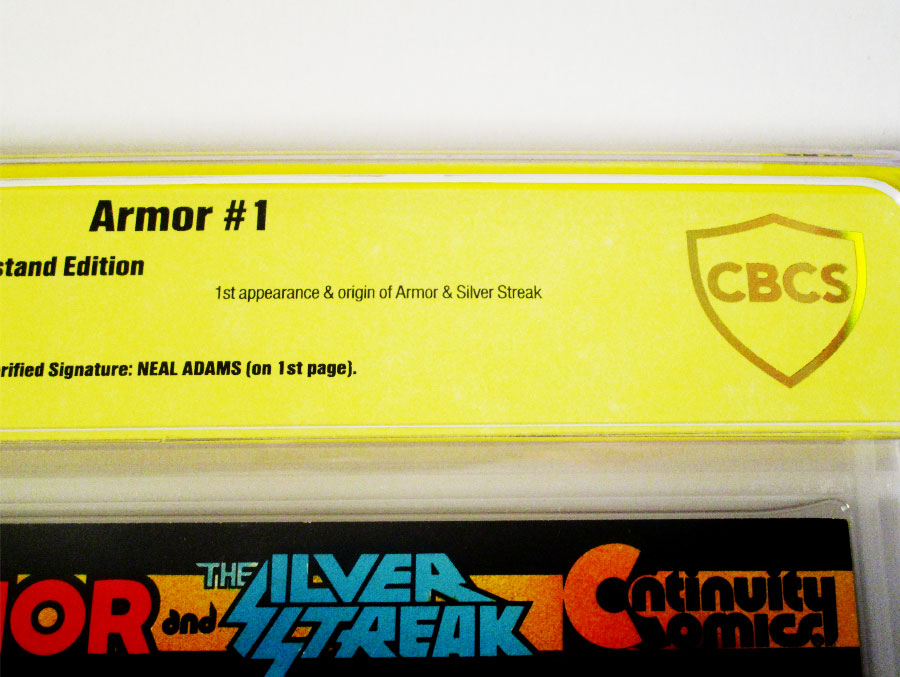 Armor #1
stand Edition
1st appearance & origin of Armor & Silver Streak
CBCS
rified Signature: NEAL ADAMS (on 1st page).
OR and THE SILVER STREAK Continuity Comics